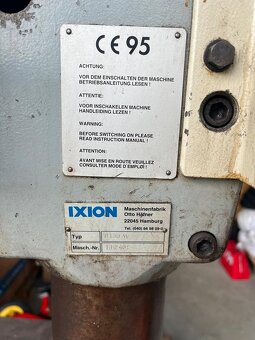 CE 95
ACHTUNG:
VOR DEM EINSCHALTEN DER MASCHINE
BETRIEBSANLEITUNG LESEN !
ATTENTIE:
VOOR INSCHAKELEN MACHINE
HANDLEIDING LEZEN !
WARNING:
BEFORE SWITCHING ON PLEASE
READ INSTRUCTION MANUAL !
ATTENTION:
AVANT MISE EN ROUTE VEUILLEZ
CONSULTER MODE D'EMPLOI !
IXION
Maschinenfabrik
Otto Häfner
22045 Hamburg
Typ
Masch.-Nr.